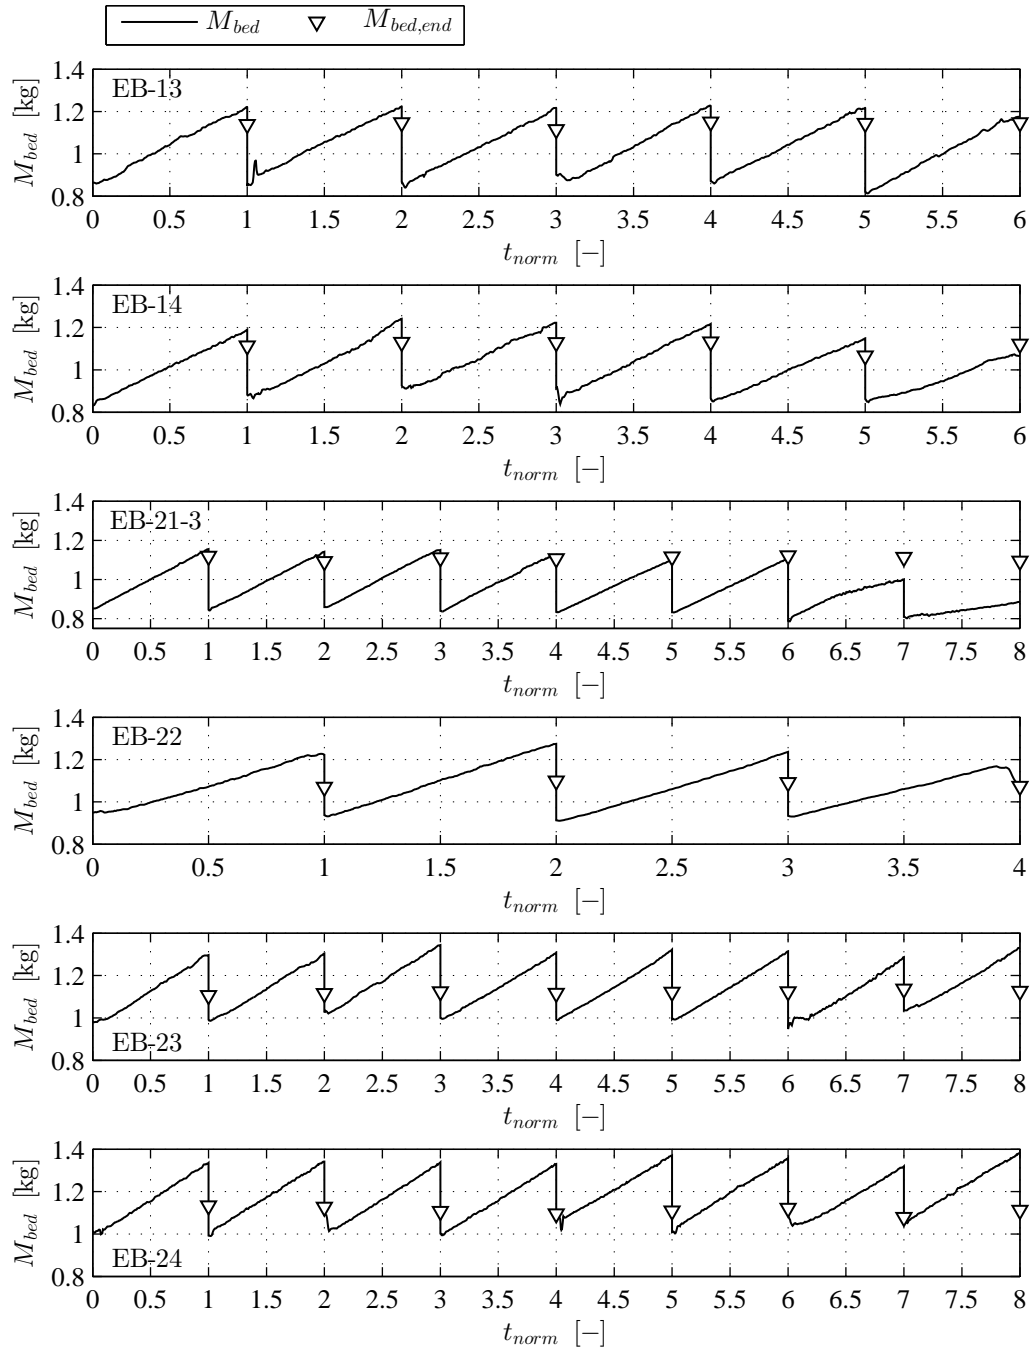 M_bed M_bed,end
1.4
EB-13
1.2
1
0.8
M_bed [kg]
0 0.5 1 1.5 2 2.5 3 3.5 4 4.5 5 5.5 6
t_norm [−]
1.4
EB-14
1.2
1
0.8
M_bed [kg]
0 0.5 1 1.5 2 2.5 3 3.5 4 4.5 5 5.5 6
t_norm [−]
1.4
EB-21-3
1.2
1
0.8
M_bed [kg]
0 0.5 1 1.5 2 2.5 3 3.5 4 4.5 5 5.5 6 6.5 7 7.5 8
t_norm [−]
1.4
EB-22
1.2
1
0.8
M_bed [kg]
0 0.5 1 1.5 2 2.5 3 3.5 4
t_norm [−]
1.4
1.2
1
EB-23
0.8
M_bed [kg]
0 0.5 1 1.5 2 2.5 3 3.5 4 4.5 5 5.5 6 6.5 7 7.5 8
t_norm [−]
1.4
1.2
1
EB-24
0.8
M_bed [kg]
0 0.5 1 1.5 2 2.5 3 3.5 4 4.5 5 5.5 6 6.5 7 7.5 8
t_norm [−]